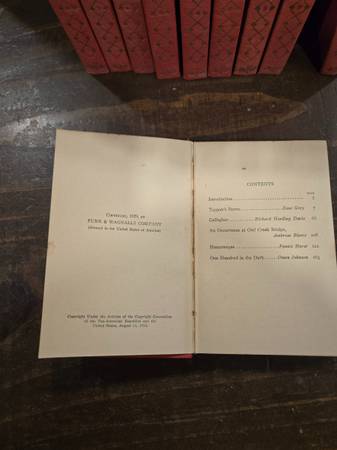 COPYRIGHT, 1927, BY
FUNK & WAGNALLS COMPANY
(Printed in the United States of America)
Copyright Under the Articles of the Copyright Convention
of the Pan-American Republics and the
United States, August 11, 1910.
CONTENTS
PAGE
Introduction
Tappan's Burro Zane Grey 7
Gallegher Richard Harding Davis
An Occurrence at Owl Creek Bridge,
Ambrose Bierce
Humoresque Fannie Hurst
One Hundred in the Dark Owen Johnson